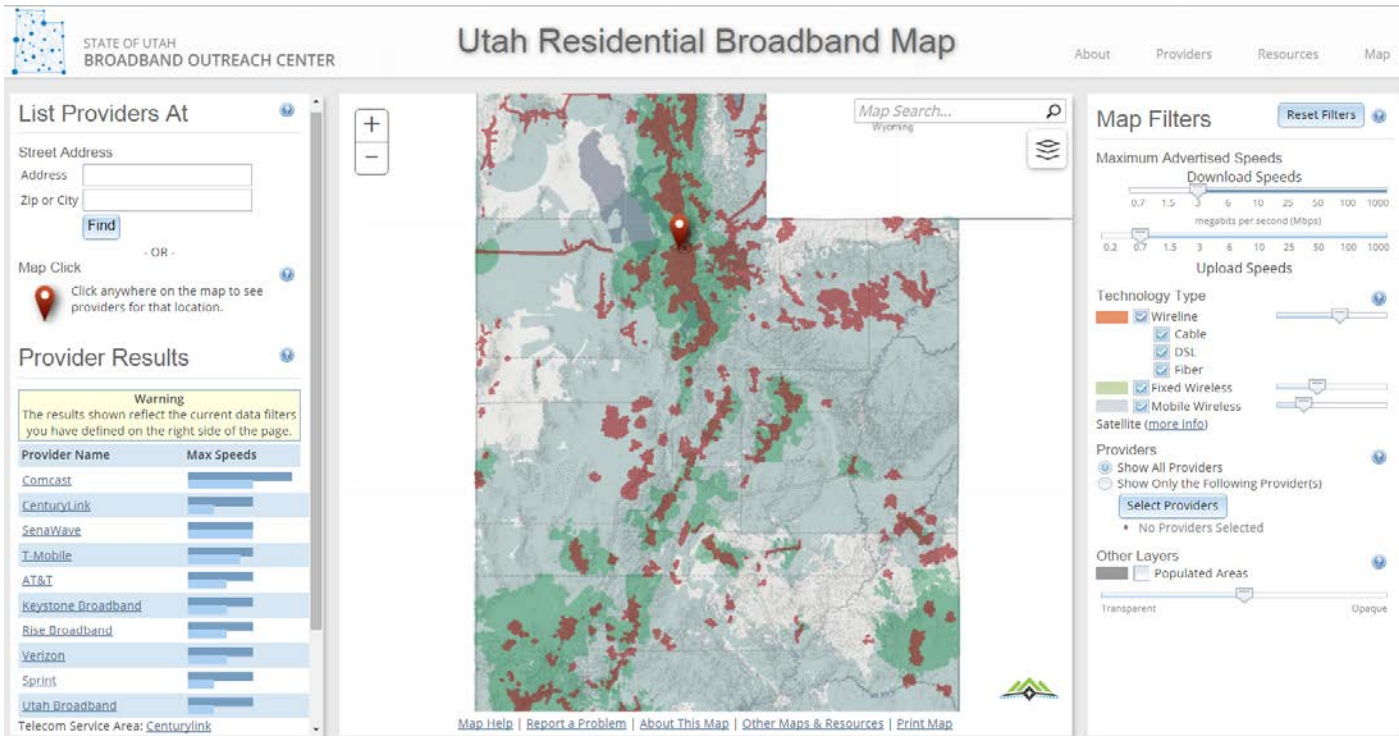 STATE OF UTAH
BROADBAND OUTREACH CENTER
Utah Residential Broadband Map
About Providers Resources Map
List Providers At
Street Address
Address
Zip or City
Find
- OR -
Map Click
Click anywhere on the map to see
providers for that location.
Provider Results
Warning
The results shown reflect the current data filters
you have defined on the right side of the page.
Provider Name Max Speeds
Comcast
CenturyLink
SenaWave
T-Mobile
AT&T
Keystone Broadband
Rise Broadband
Verizon
Sprint
Utah Broadband
Telecom Service Area: Centurylink
+
−
Map Search...
Wyoming
Map Help | Report a Problem | About This Map | Other Maps & Resources | Print Map
Map Filters
Reset Filters
Maximum Advertised Speeds
Download Speeds
0.7 1.5 3 6 10 25 50 100 1000
megabits per second (Mbps)
0.2 0.7 1.5 3 6 10 25 50 100 1000
Upload Speeds
Technology Type
Wireline
Cable
DSL
Fiber
Fixed Wireless
Mobile Wireless
Satellite (more info)
Providers
Show All Providers
Show Only the Following Provider(s)
Select Providers
• No Providers Selected
Other Layers
Populated Areas
Transparent Opaque